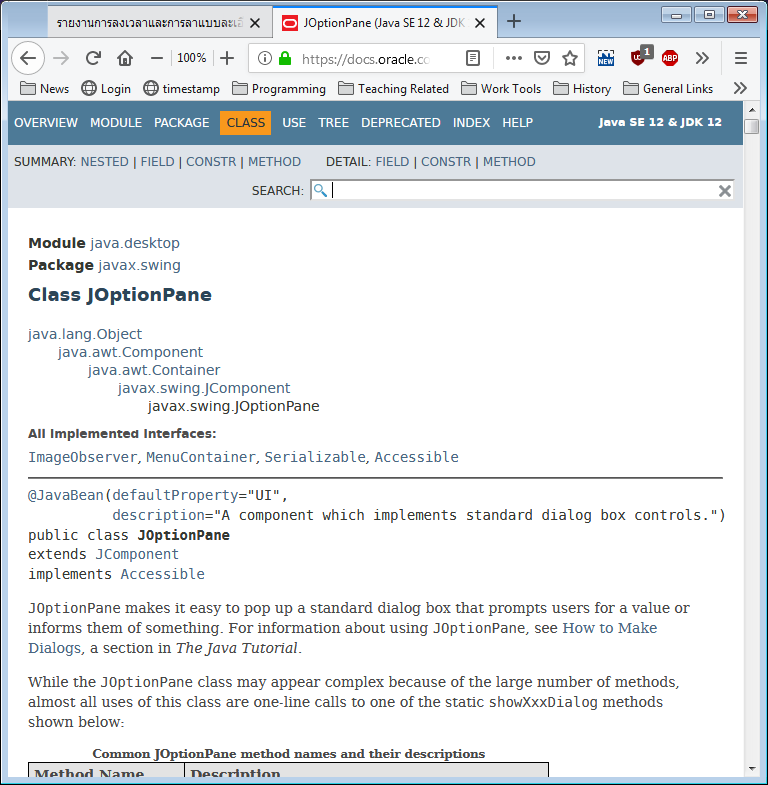 รายงานการลงเวลาและการลาแบบละเอี
JOptionPane (Java SE 12 & JDK
100%
https://docs.oracle.co
NEW
1
ABP
News Login timestamp Programming Teaching Related Work Tools History General Links
OVERVIEW MODULE PACKAGE CLASS USE TREE DEPRECATED INDEX HELP Java SE 12 & JDK 12
SUMMARY: NESTED | FIELD | CONSTR | METHOD DETAIL: FIELD | CONSTR | METHOD
SEARCH:
Module java.desktop
Package javax.swing
Class JOptionPane
java.lang.Object
java.awt.Component
java.awt.Container
javax.swing.JComponent
javax.swing.JOptionPane
All Implemented Interfaces:
ImageObserver, MenuContainer, Serializable, Accessible
@JavaBean(defaultProperty="UI",
description="A component which implements standard dialog box controls.")
public class JOptionPane
extends JComponent
implements Accessible
JOptionPane makes it easy to pop up a standard dialog box that prompts users for a value or
informs them of something. For information about using JOptionPane, see How to Make
Dialogs, a section in The Java Tutorial.
While the JOptionPane class may appear complex because of the large number of methods,
almost all uses of this class are one-line calls to one of the static showXxxDialog methods
shown below:
Common JOptionPane method names and their descriptions
Method Name Description